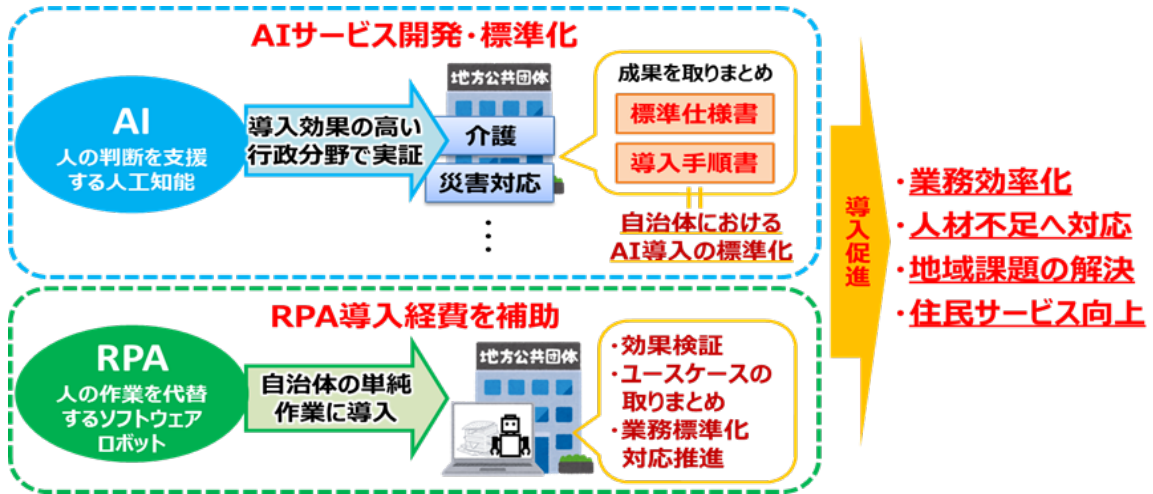 AIサービス開発・標準化
AI
人の判断を支援
する人工知能
導入効果の高い
行政分野で実証
地方公共団体
介護
災害対応
⋮
成果を取りまとめ
標準仕様書
導入手順書
自治体における
AI導入の標準化
RPA導入経費を補助
RPA
人の作業を代替
するソフトウェア
ロボット
自治体の単純
作業に導入
地方公共団体
・効果検証
・ユースケースの
取りまとめ
・業務標準化
対応推進
導入促進
・業務効率化
・人材不足へ対応
・地域課題の解決
・住民サービス向上